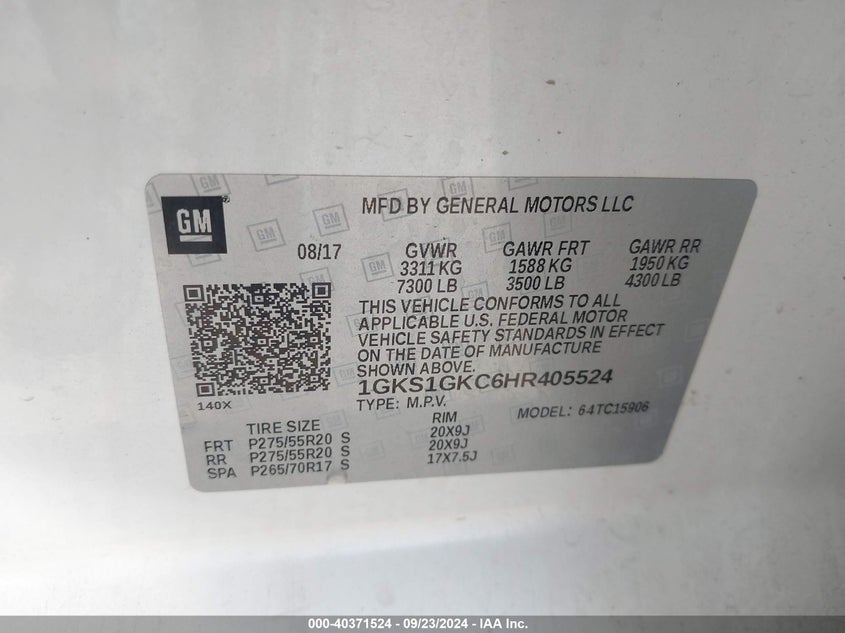 GM
®
MFD BY GENERAL MOTORS LLC
08/17 GVWR GAWR FRT GAWR RR
3311 KG 1588 KG 1950 KG
7300 LB 3500 LB 4300 LB
THIS VEHICLE CONFORMS TO ALL
APPLICABLE U.S. FEDERAL MOTOR
VEHICLE SAFETY STANDARDS IN EFFECT
ON THE DATE OF MANUFACTURE
SHOWN ABOVE.
1GKS1GKC6HR405524
140X
TYPE: M.P.V. MODEL: 64TC15906
TIRE SIZE RIM
FRT P275/55R20 S 20X9J
RR P275/55R20 S 20X9J
SPA P265/70R17 S 17X7.5J
000-40371524 - 09/23/2024 - IAA Inc.